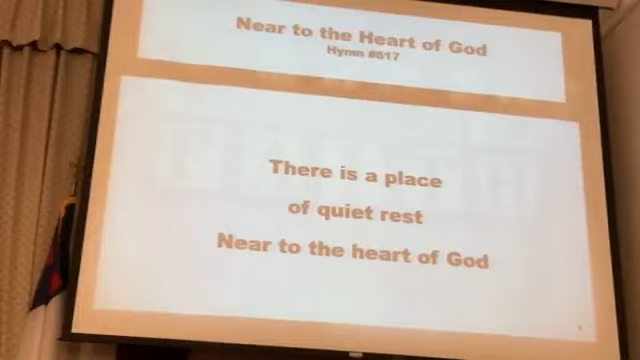 Near to the Heart of God
Hymn #617
There is a place
of quiet rest
Near to the heart of God